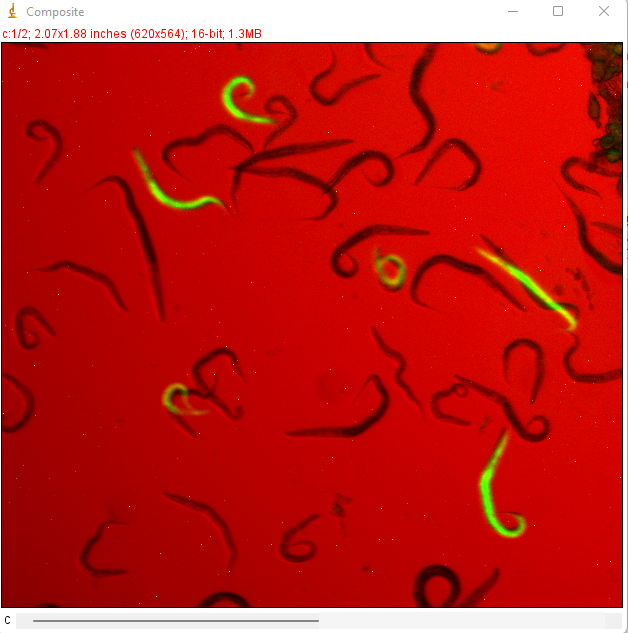 Composite
c:1/2; 2.07x1.88 inches (620x564); 16-bit; 1.3MB
c